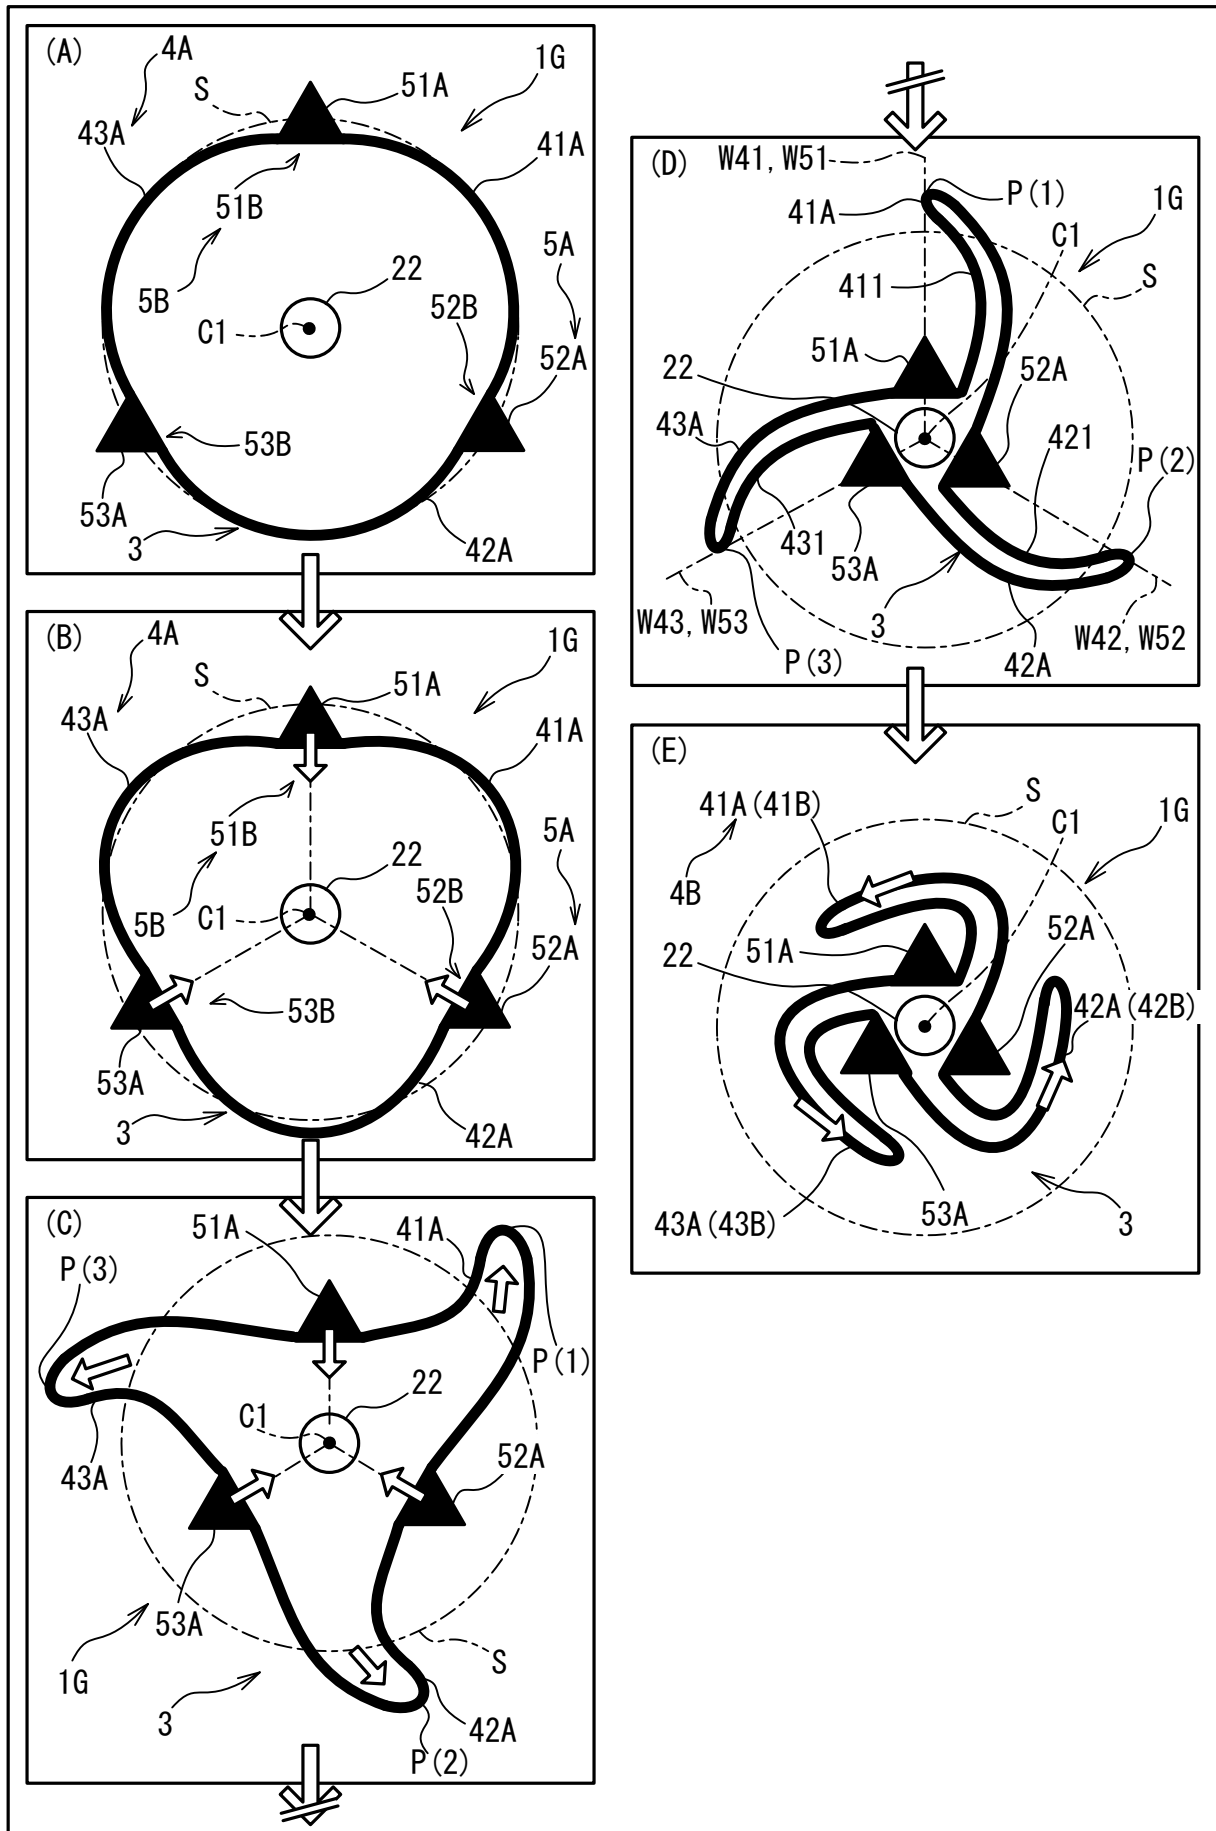 (A)
4A
S
51A
1G
43A
41A
51B
5A
5B
22
C1
52B
52A
53B
53A
3
42A
(B)
4A
S
51A
1G
43A
41A
51B
5A
22
52B
5B
C1
52A
53B
53A
3
42A
(C)
51A
41A
P(3)
P(1)
22
C1
43A
52A
53A
S
1G
3
42A
P(2)
(D)
W41, W51
P(1)
41A
1G
C1
S
411
51A
22
52A
43A
421
P(2)
431
53A
W43, W53
3
W42, W52
P(3)
42A
(E)
41A(41B)
S
C1
1G
4B
51A
52A
22
42A(42B)
53A
43A(43B)
3